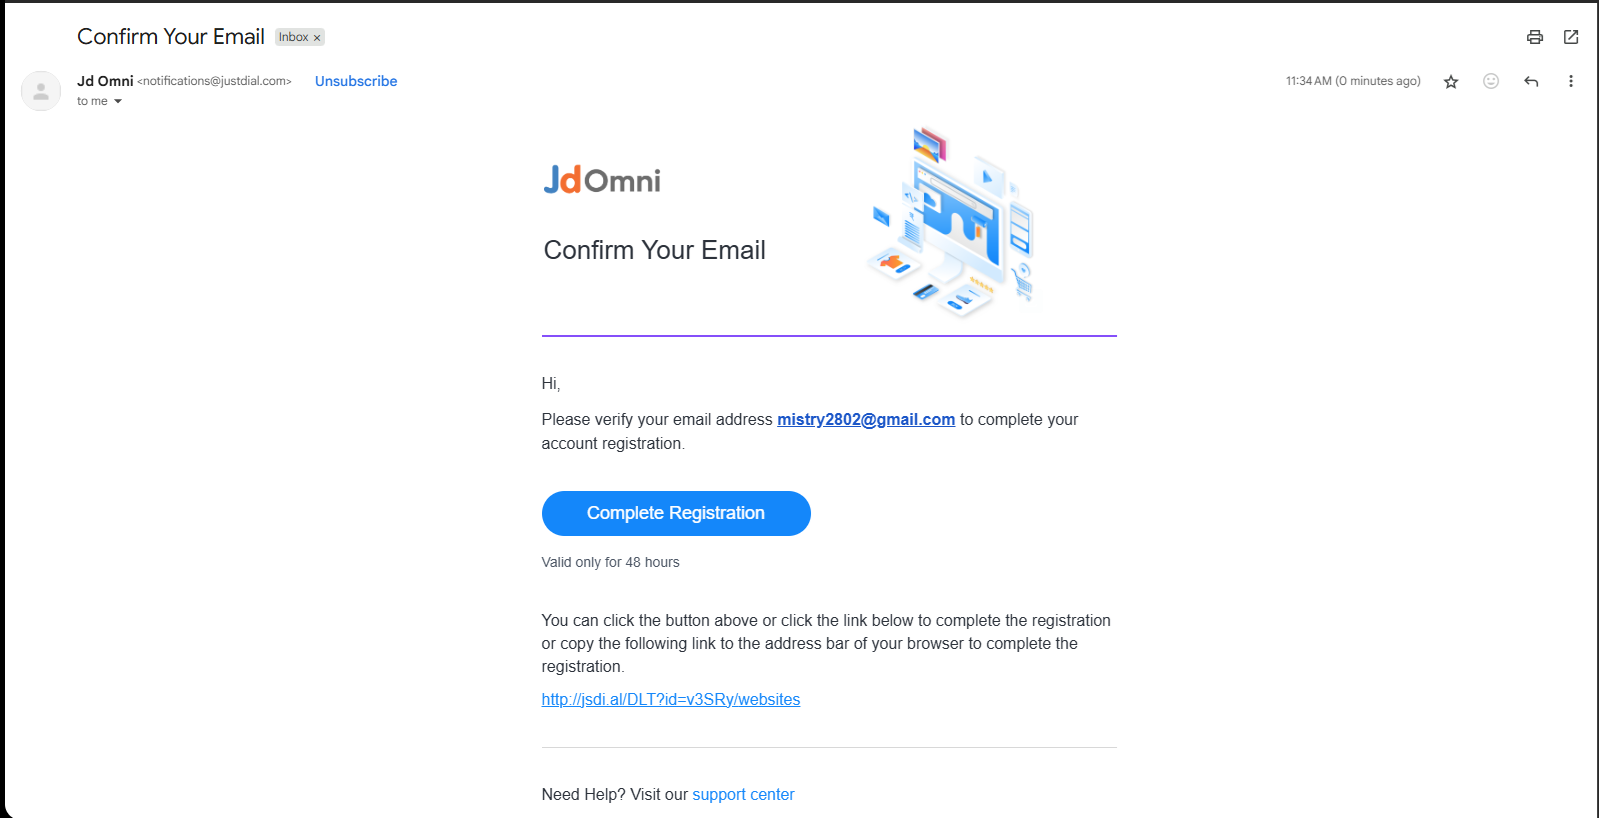 Confirm Your Email Inbox ×
Jd Omni <notifications@justdial.com> Unsubscribe 11:34 AM (0 minutes ago)
to me
Jd Omni
Confirm Your Email
Hi,
Please verify your email address mistry2802@gmail.com to complete your
account registration.
Complete Registration
Valid only for 48 hours
You can click the button above or click the link below to complete the registration
or copy the following link to the address bar of your browser to complete the
registration.
http://jsdi.al/DLT?id=v3SRy/websites
Need Help? Visit our support center